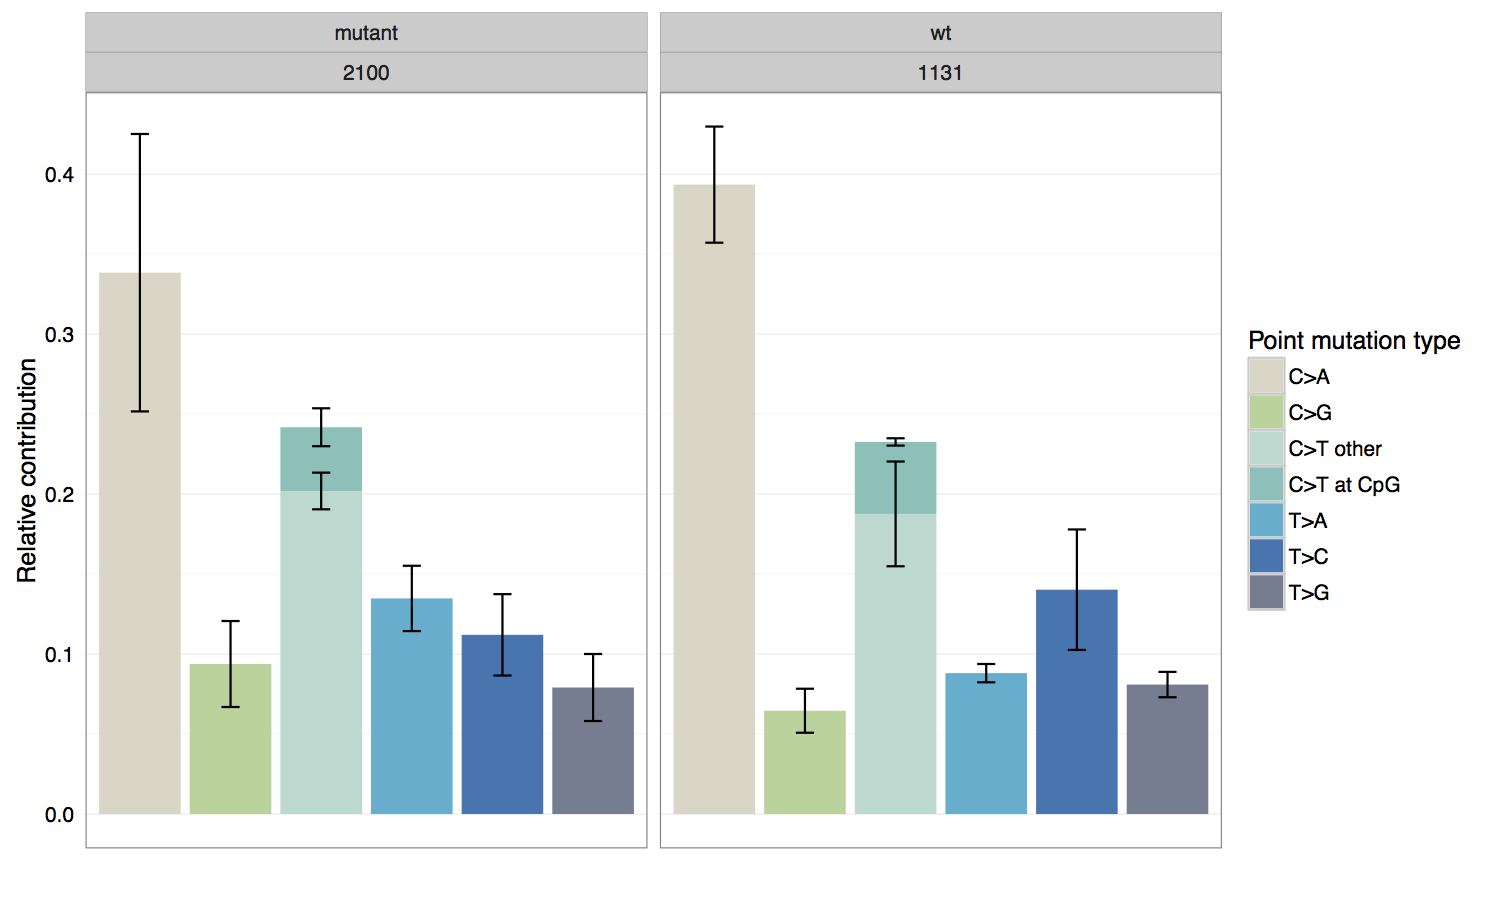 mutant
2100
wt
1131
Relative contribution
0.4
0.3
0.2
0.1
0.0
Point mutation type
C>A
C>G
C>T other
C>T at CpG
T>A
T>C
T>G